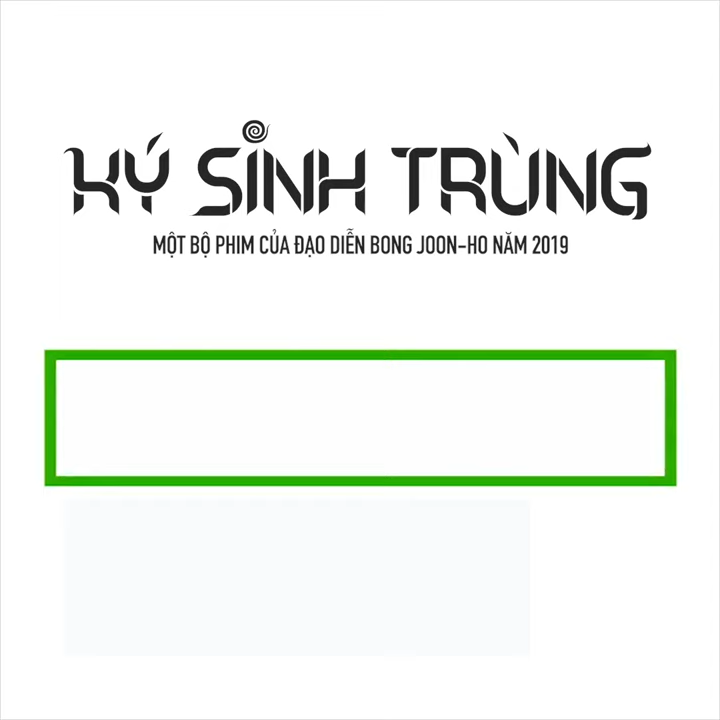 KÝ SINH TRÙNG
MỘT BỘ PHIM CỦA ĐẠO DIỄN BONG JOON-HO NĂM 2019